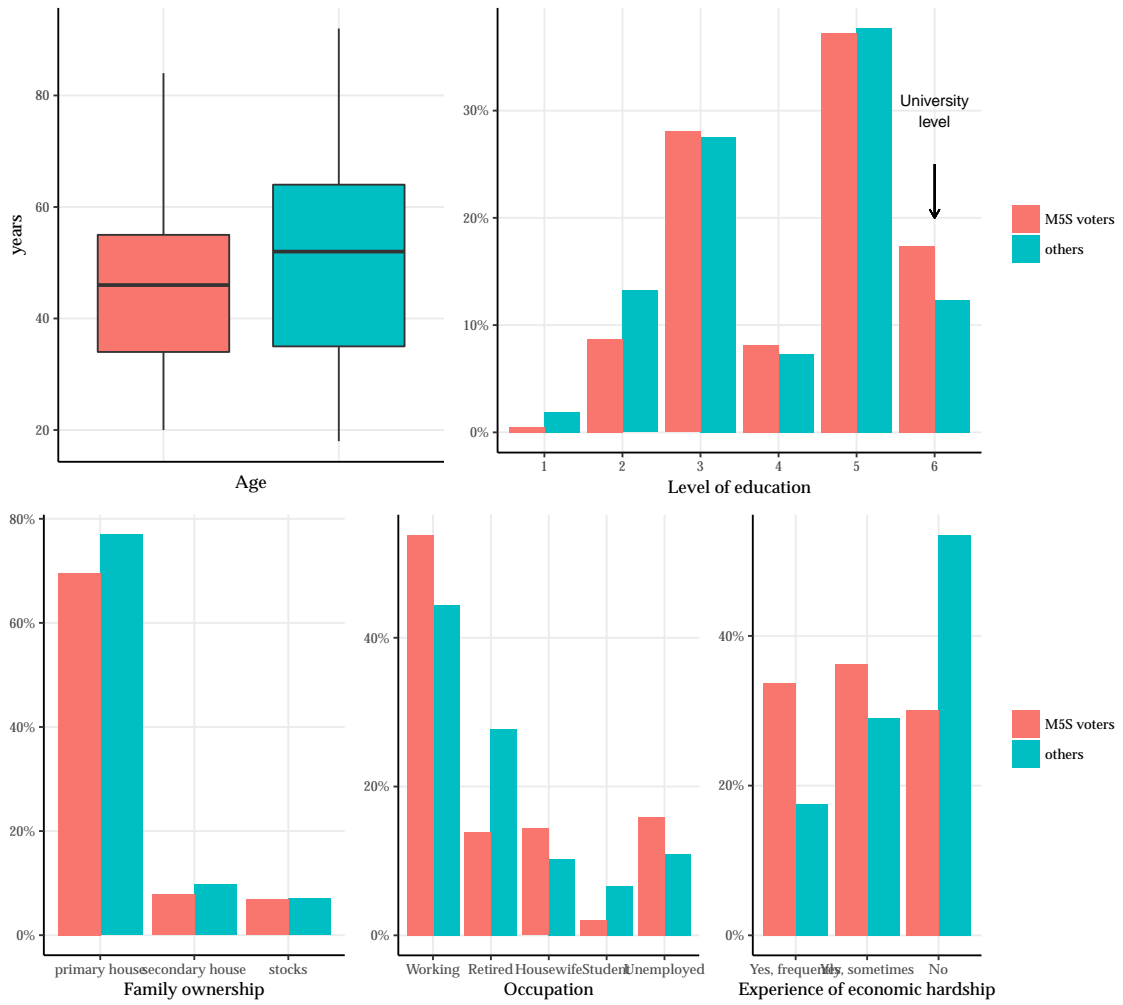 80
60
40
20
years
Age
30%
20%
10%
0%
University
level
1 2 3 4 5 6
Level of education
M5S voters
others
80%
60%
40%
20%
0%
primary house secondary house stocks
Family ownership
40%
20%
0%
Working Retired Housewife Student Unemployed
Occupation
40%
20%
0%
Yes, frequently Yes, sometimes No
Experience of economic hardship
M5S voters
others